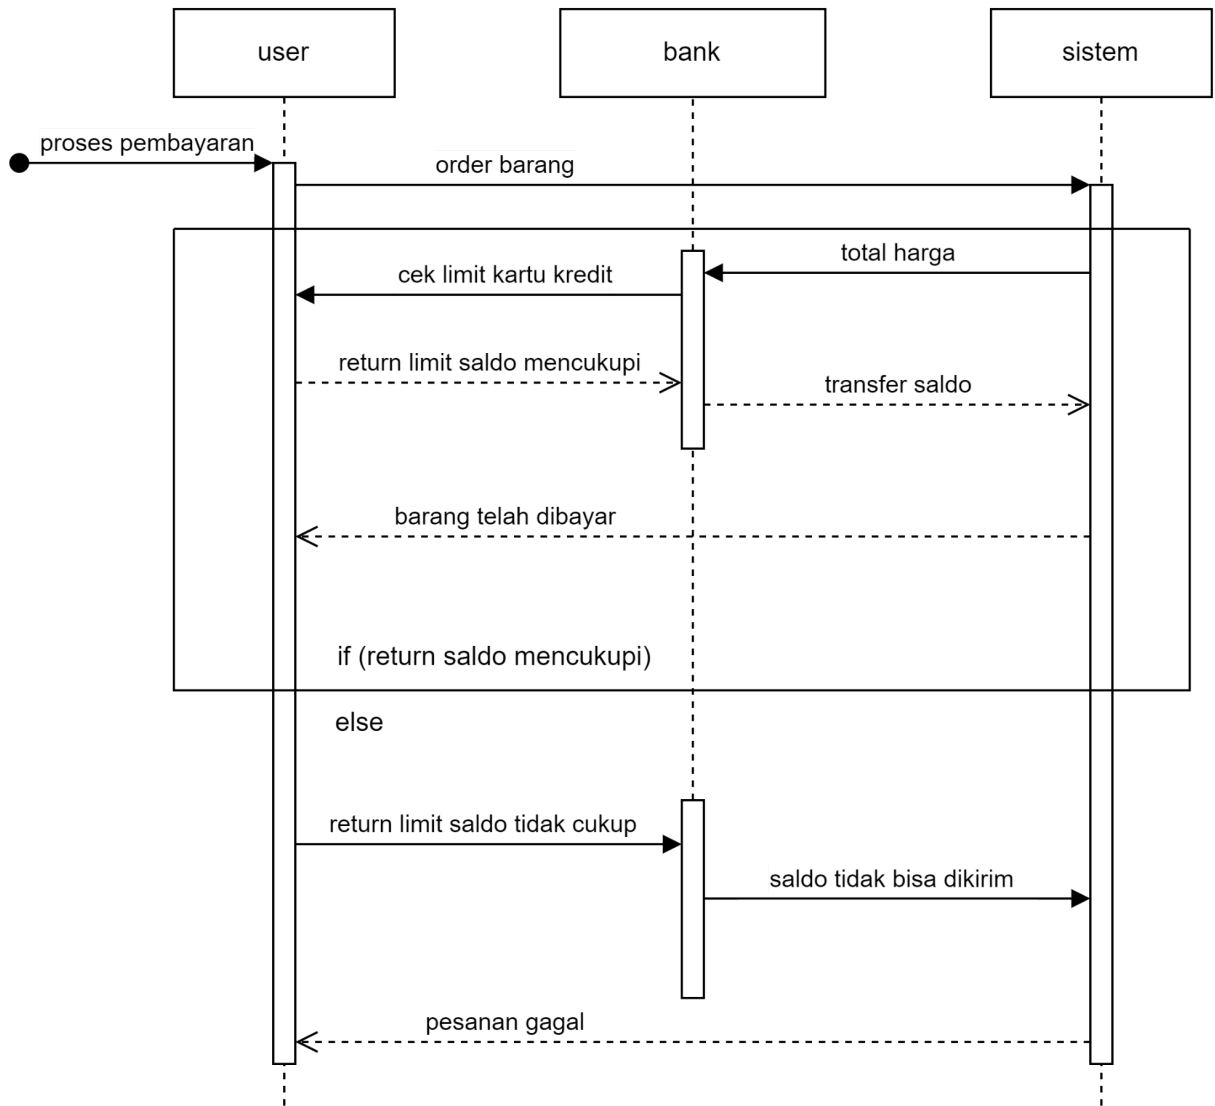 user
bank
sistem
proses pembayaran
order barang
total harga
cek limit kartu kredit
return limit saldo mencukupi
transfer saldo
barang telah dibayar
if (return saldo mencukupi)
else
return limit saldo tidak cukup
saldo tidak bisa dikirim
pesanan gagal